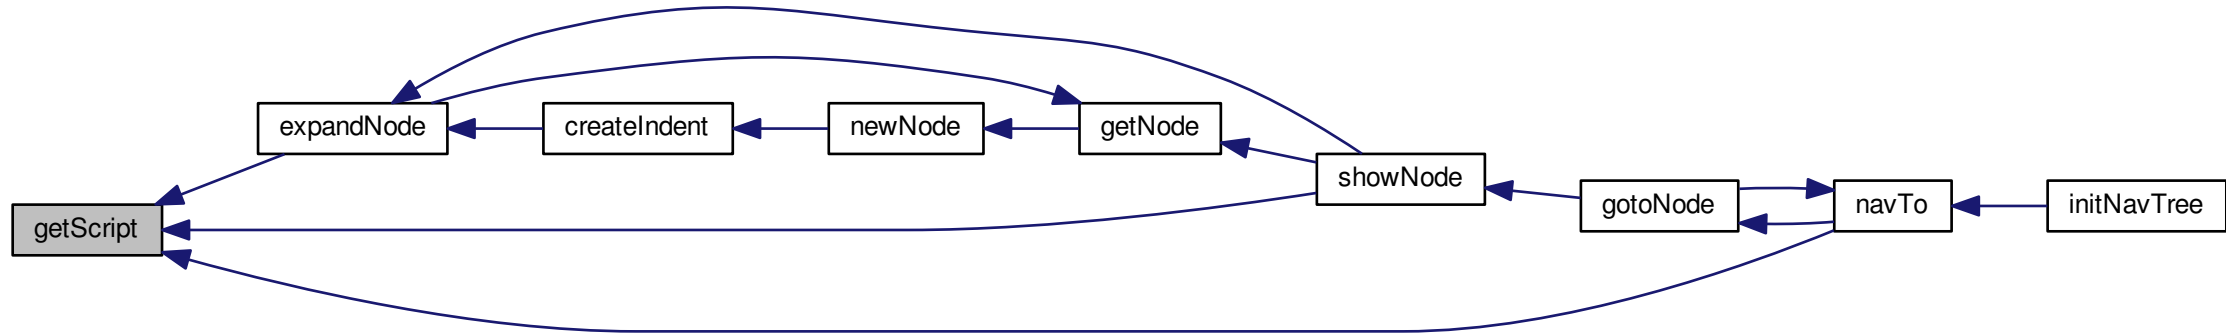 getScript
expandNode
createIndent
newNode
getNode
showNode
gotoNode
navTo
initNavTree